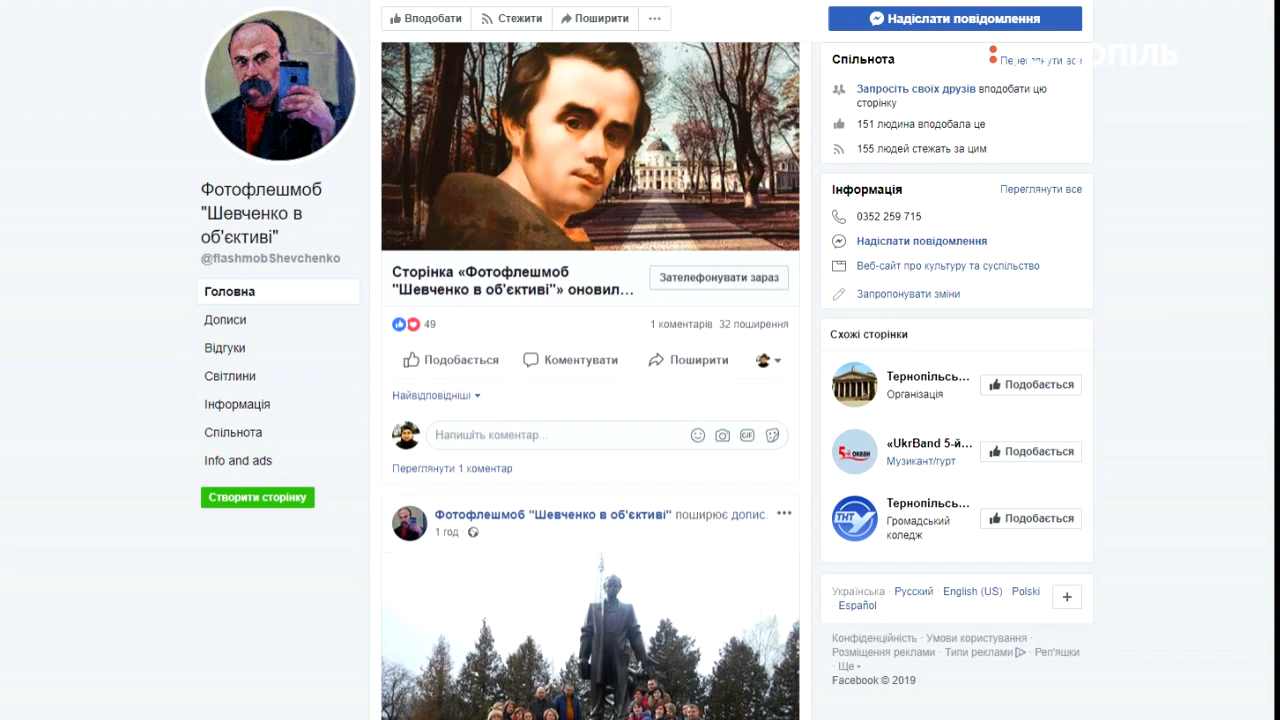 Вподобати
Стежити
Поширити
Надіслати повідомлення
Фотофлешмоб
"Шевченко в
об'єктиві"
@flashmobShevchenko
Головна
Дописи
Відгуки
Світлини
Інформація
Спільнота
Info and ads
Створити сторінку
Сторінка «Фотофлешмоб
"Шевченко в об'єктиві"» оновил…
Зателефонувати зараз
49
1 коментарів 32 поширення
Подобається
Коментувати
Поширити
Найвідповідніші
Напишіть коментар...
GIF
Переглянути 1 коментар
Фотофлешмоб "Шевченко в об'єктиві" поширює допис.
1 год
Спільнота
Запросіть своїх друзів вподобати цю
сторінку
151 людина вподобала це
155 людей стежать за цим
Інформація
Переглянути все
0352 259 715
Надіслати повідомлення
Веб-сайт про культуру та суспільство
Запропонувати зміни
Схожі сторінки
Тернопільсь…
Організація
Подобається
5 океан
«UkrBand 5-й…
Музикант/гурт
Подобається
ТНТУ
Тернопільсь…
Громадський
коледж
Подобається
Українська · Русский · English (US) · Polski
· Español
Конфіденційність · Умови користування ·
Розміщення реклами · Типи реклами · Реп'яшки
· Ще
Facebook © 2019